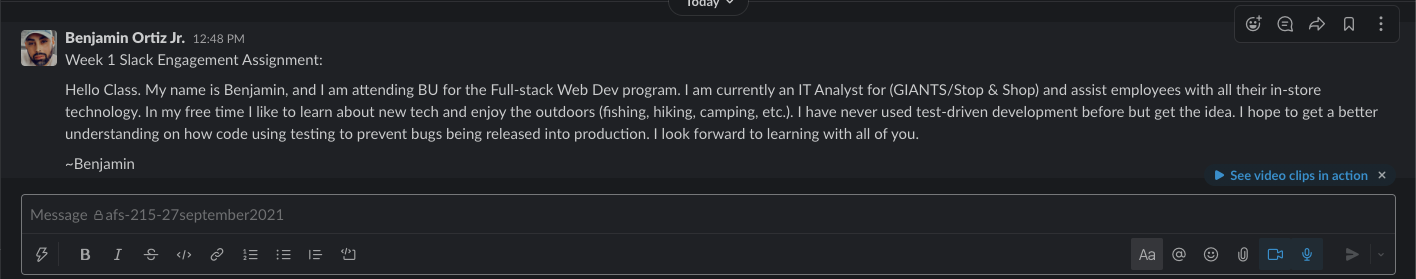 Today
Benjamin Ortiz Jr. 12:48 PM
Week 1 Slack Engagement Assignment:
Hello Class. My name is Benjamin, and I am attending BU for the Full-stack Web Dev program. I am currently an IT Analyst for (GIANTS/Stop & Shop) and assist employees with all their in-store
technology. In my free time I like to learn about new tech and enjoy the outdoors (fishing, hiking, camping, etc.). I have never used test-driven development before but get the idea. I hope to get a better
understanding on how code using testing to prevent bugs being released into production. I look forward to learning with all of you.
~Benjamin
See video clips in action
Message afs-215-27september2021
B I S Aa @